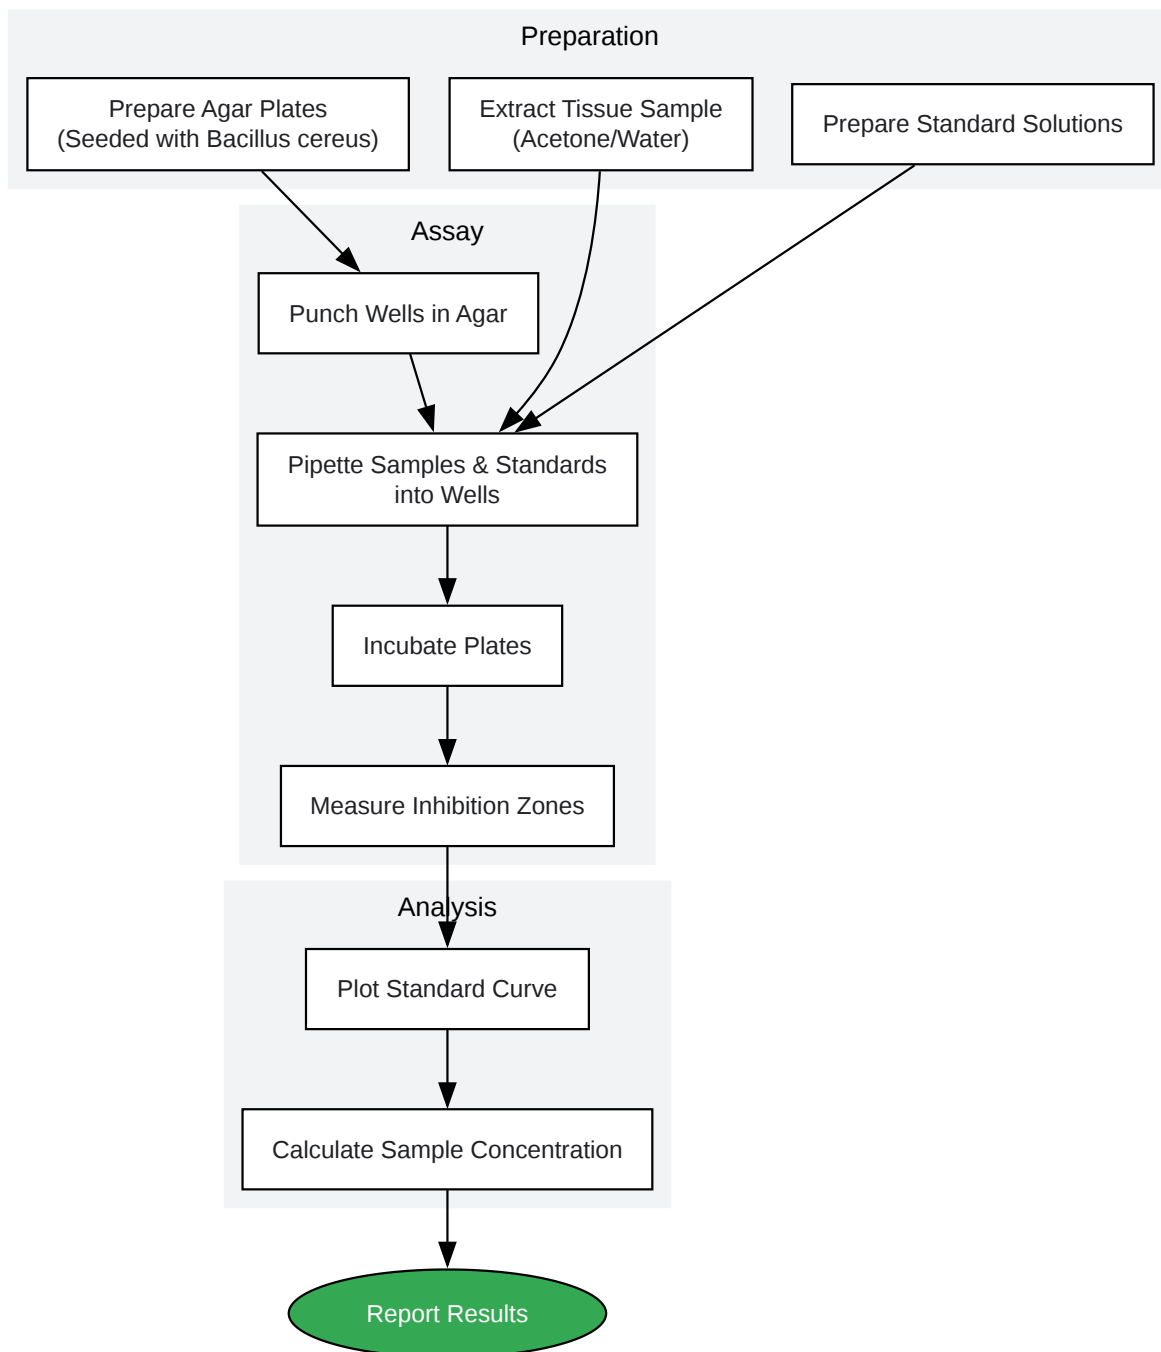 Preparation
Prepare Agar Plates
(Seeded with Bacillus cereus)
Extract Tissue Sample
(Acetone/Water)
Prepare Standard Solutions
Assay
Punch Wells in Agar
Pipette Samples & Standards
into Wells
Incubate Plates
Measure Inhibition Zones
Analysis
Plot Standard Curve
Calculate Sample Concentration
Report Results